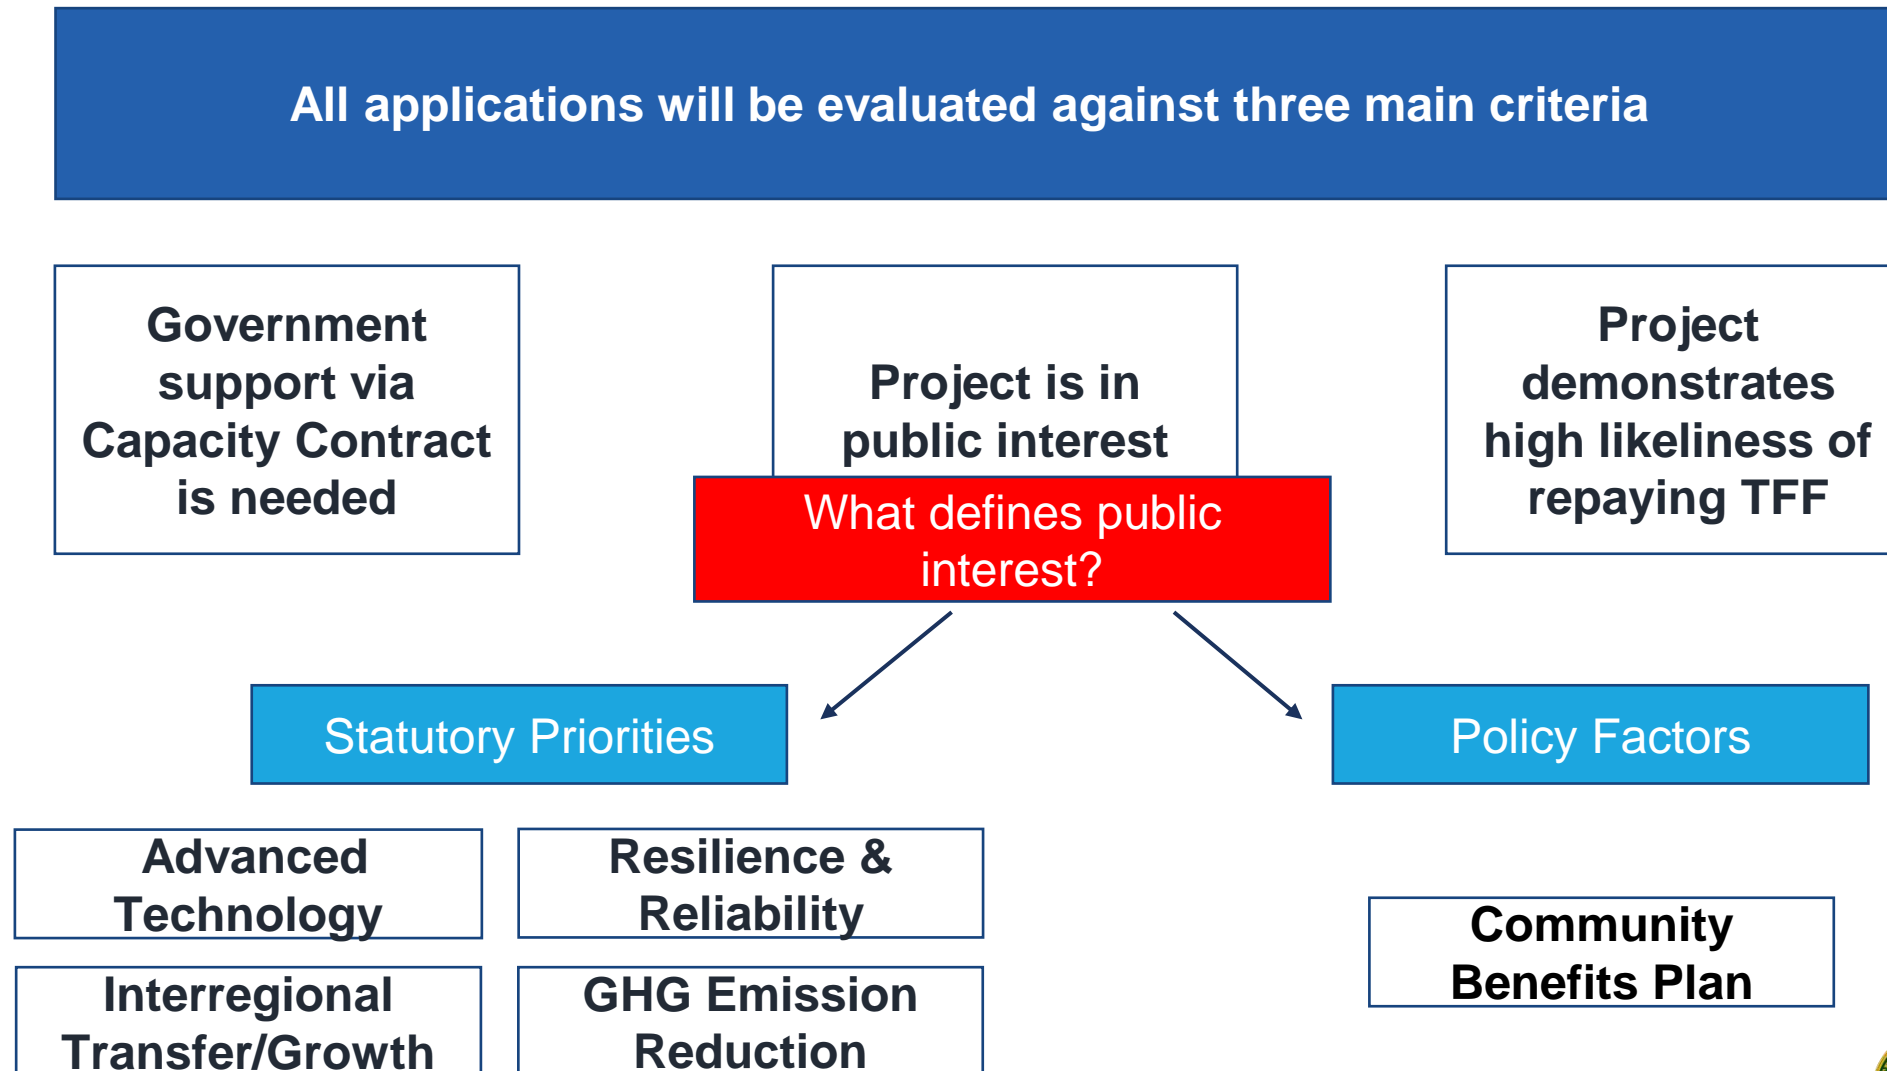 All applications will be evaluated against three main criteria
Government
support via
Capacity Contract
is needed
Project is in
public interest
Project
demonstrates
high likeliness of
repaying TFF
What defines public
interest?
Statutory Priorities
Policy Factors
Advanced
Technology
Resilience &
Reliability
Interregional
Transfer/Growth
GHG Emission
Reduction
Community
Benefits Plan